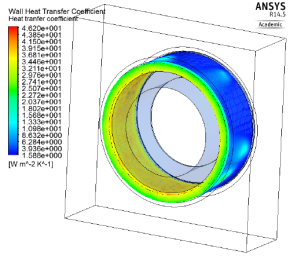 Wall Heat Transfer Coefficient
Heat transfer coefficient
4.620e+001
4.385e+001
4.150e+001
3.915e+001
3.681e+001
3.446e+001
3.211e+001
2.976e+001
2.741e+001
2.507e+001
2.272e+001
2.037e+001
1.802e+001
1.568e+001
1.333e+001
1.098e+001
8.632e+000
6.284e+000
3.936e+000
1.588e+000
[W m^-2 K^-1]
ANSYS
R14.5
Academic